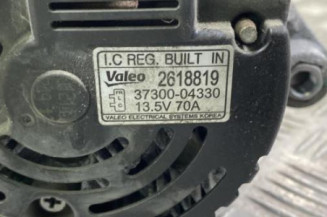 I.C REG. BUILT IN
Valeo 2618819
37300-04330
13.5V 70A
VALEO ELECTRICAL SYSTEMS KOREA